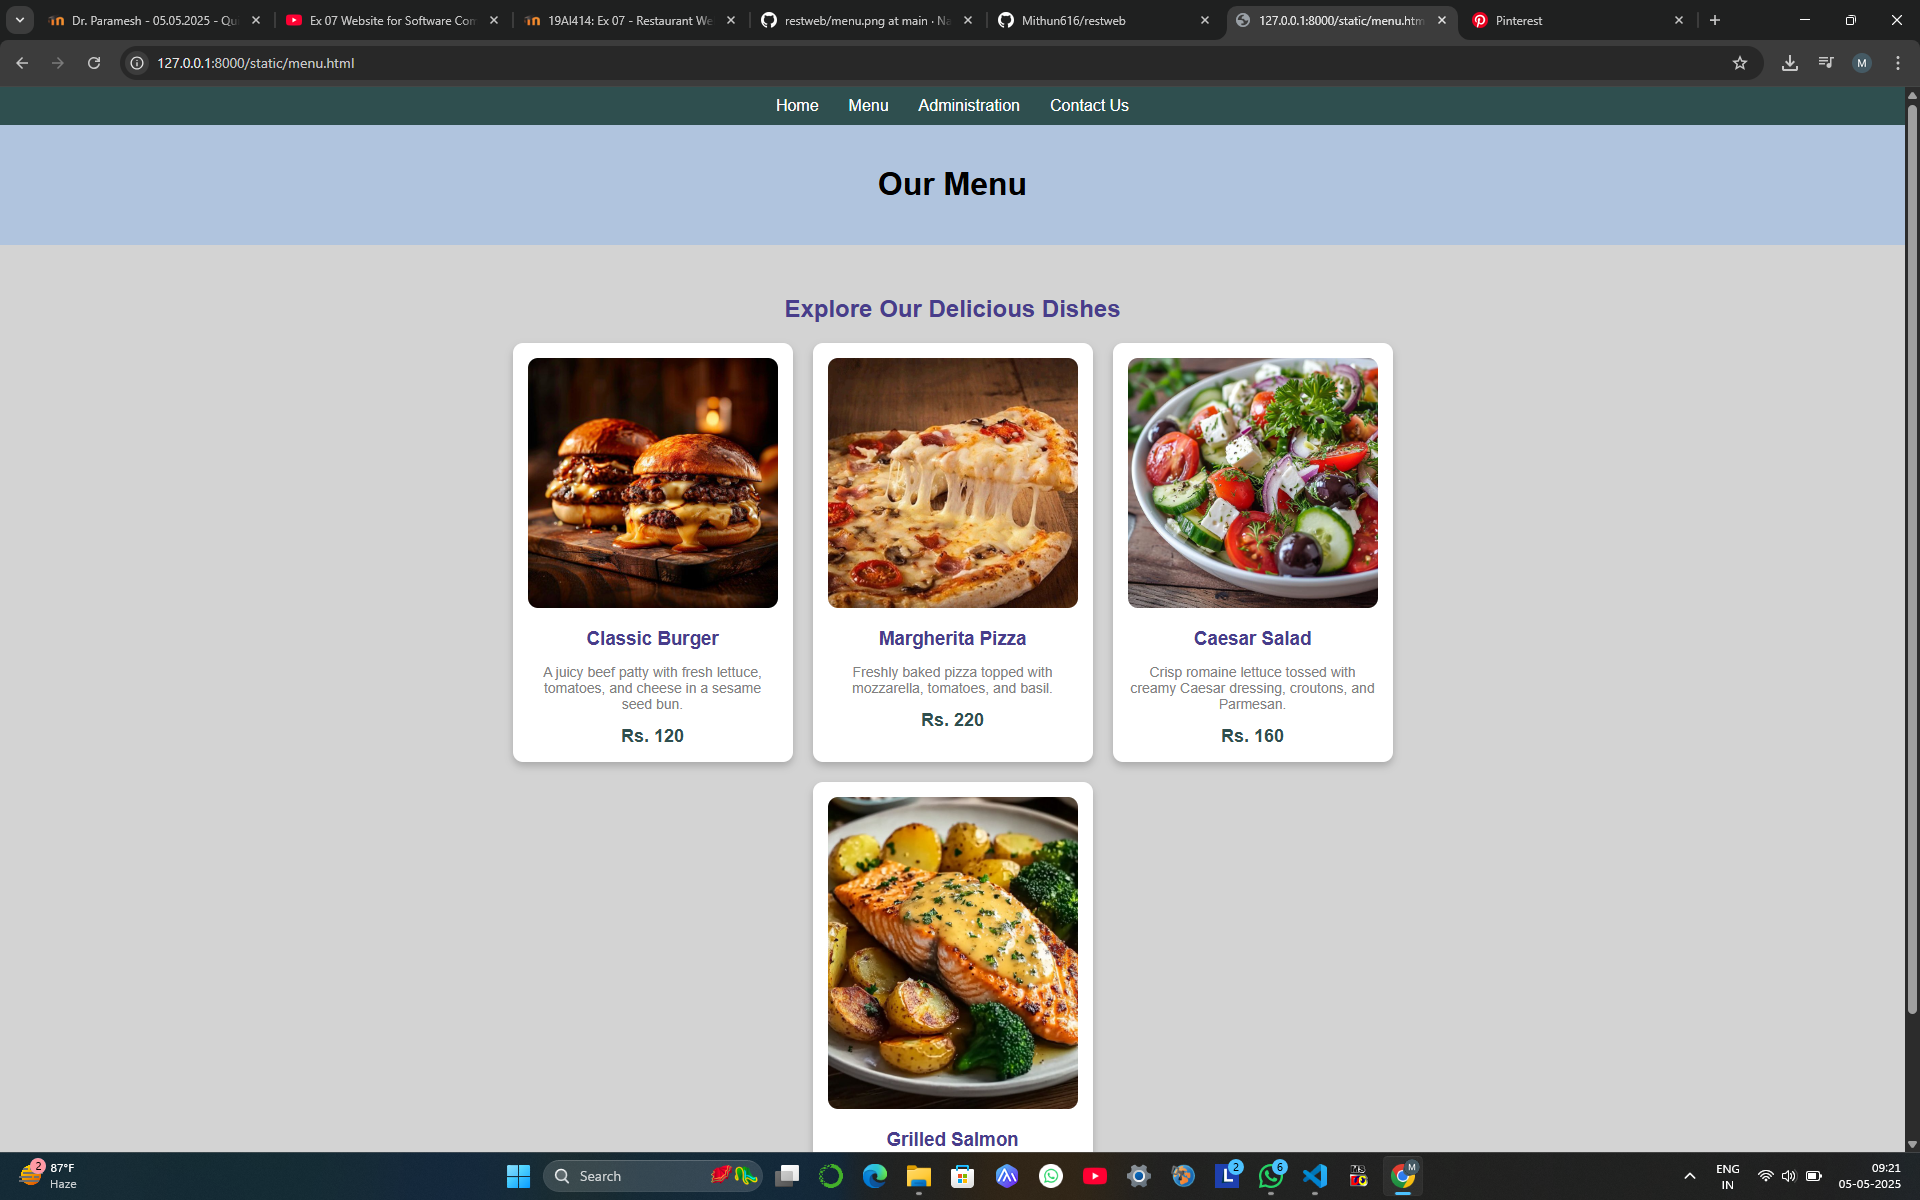 Dr. Paramesh - 05.05.2025 - Qu
Ex 07 Website for Software Com
19AI414: Ex 07 - Restaurant We
restweb/menu.png at main · Na
Mithun616/restweb
127.0.0.1:8000/static/menu.htm
Pinterest
127.0.0.1:8000/static/menu.html
M
Home
Menu
Administration
Contact Us
Our Menu
Explore Our Delicious Dishes
Classic Burger
A juicy beef patty with fresh lettuce,
tomatoes, and cheese in a sesame
seed bun.
Rs. 120
Margherita Pizza
Freshly baked pizza topped with
mozzarella, tomatoes, and basil.
Rs. 220
Caesar Salad
Crisp romaine lettuce tossed with
creamy Caesar dressing, croutons, and
Parmesan.
Rs. 160
Grilled Salmon
2
87°F
Haze
Search
L
2
6
M
ENG
IN
09:21
05-05-2025